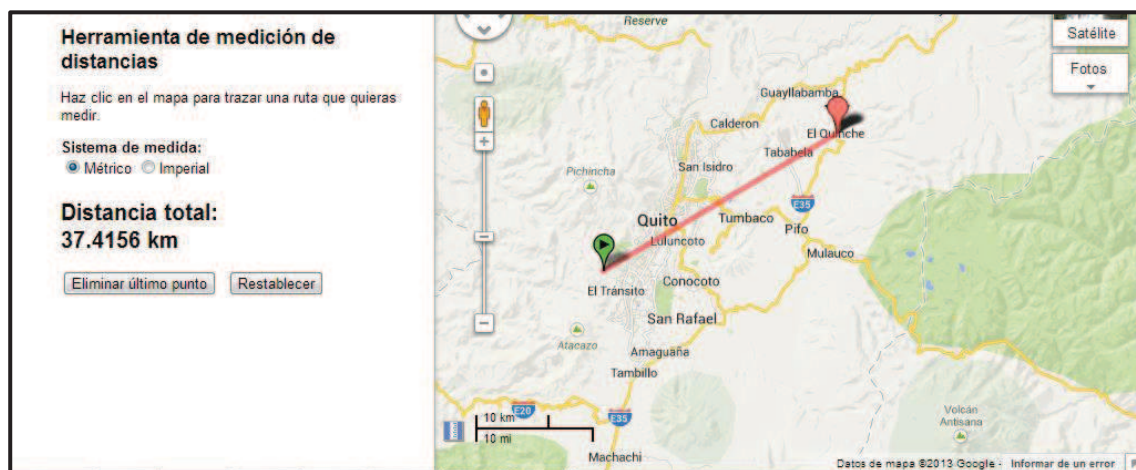 Herramienta de medición de
distancias
Haz clic en el mapa para trazar una ruta que quieras
medir.
Sistema de medida:
Métrico Imperial
Distancia total:
37.4156 km
Eliminar último punto Restablecer
Reserve
Satélite
Fotos
Guayllabamba
Calderon
El Quinche
Tababela
San Isidro
Pichincha
E35
Quito
Tumbaco
Pifo
Luluncoto
Mulauco
Conocoto
El Tránsito
San Rafael
Atacazo
Amaguaña
Tambillo
E20
E35
10 km
10 mi
Volcán
Antisana
Machachi
Datos de mapa ©2013 Google - Informar de un error